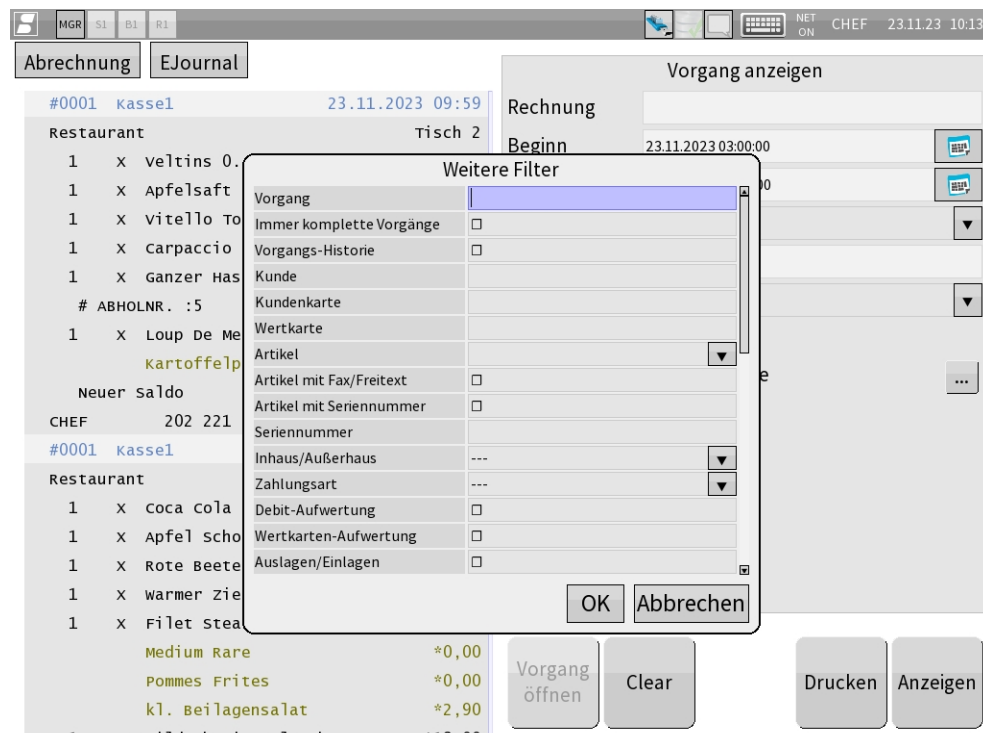 MGR S1 B1 R1 NET ON CHEF 23.11.23 10:13
Abrechnung EJournal
Vorgang anzeigen
#0001 Kasse1 23.11.2023 09:59
Rechnung
Restaurant Tisch 2
Beginn 23.11.2023 03:00:00
1 x Veltins 0.
1 x Apfelsaft
1 x Vitello To
1 x Carpaccio
1 x Ganzer Has
# ABHOLNR. :5
1 x Loup De Me
Kartoffelp
Neuer Saldo
CHEF 202 221
#0001 Kasse1
Restaurant
1 x Coca Cola
1 x Apfel Scho
1 x Rote Beete
1 x Warmer Zie
1 x Filet Stea
Medium Rare *0,00
Pommes Frites *0,00
kl. Beilagensalat *2,90
Weitere Filter
Vorgang
Immer komplette Vorgänge
Vorgangs-Historie
Kunde
Kundenkarte
Wertkarte
Artikel
Artikel mit Fax/Freitext
Artikel mit Seriennummer
Seriennummer
Inhaus/Außerhaus ---
Zahlungsart ---
Debit-Aufwertung
Wertkarten-Aufwertung
Auslagen/Einlagen
OK Abbrechen
...
Vorgang öffnen
Clear
Drucken
Anzeigen